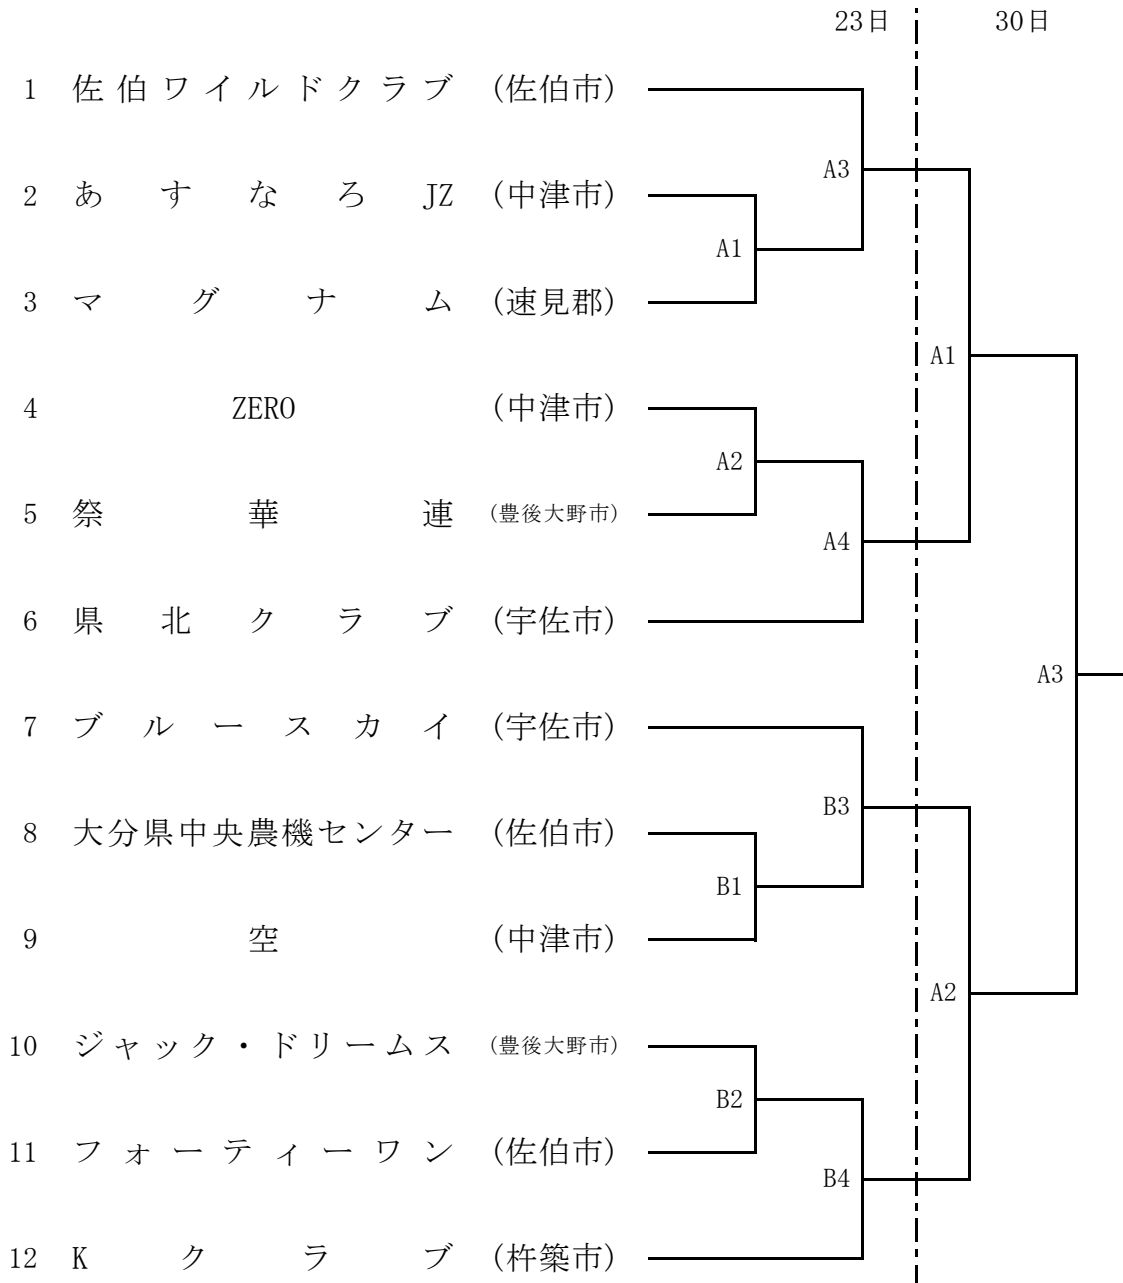 23日 30日
1 佐伯ワイルドクラブ (佐伯市)
A3
2 あすなろJZ (中津市)
A1
3 マグナム (速見郡)
A1
4 ZERO (中津市)
A2
5 祭華連 (豊後大野市)
A4
6 県北クラブ (宇佐市)
A3
7 ブルースカイ (宇佐市)
B3
8 大分県中央農機センター (佐伯市)
B1
9 空 (中津市)
A2
10 ジャック・ドリームス (豊後大野市)
B2
11 フォーティーワン (佐伯市)
B4
12 Kクラブ (杵築市)